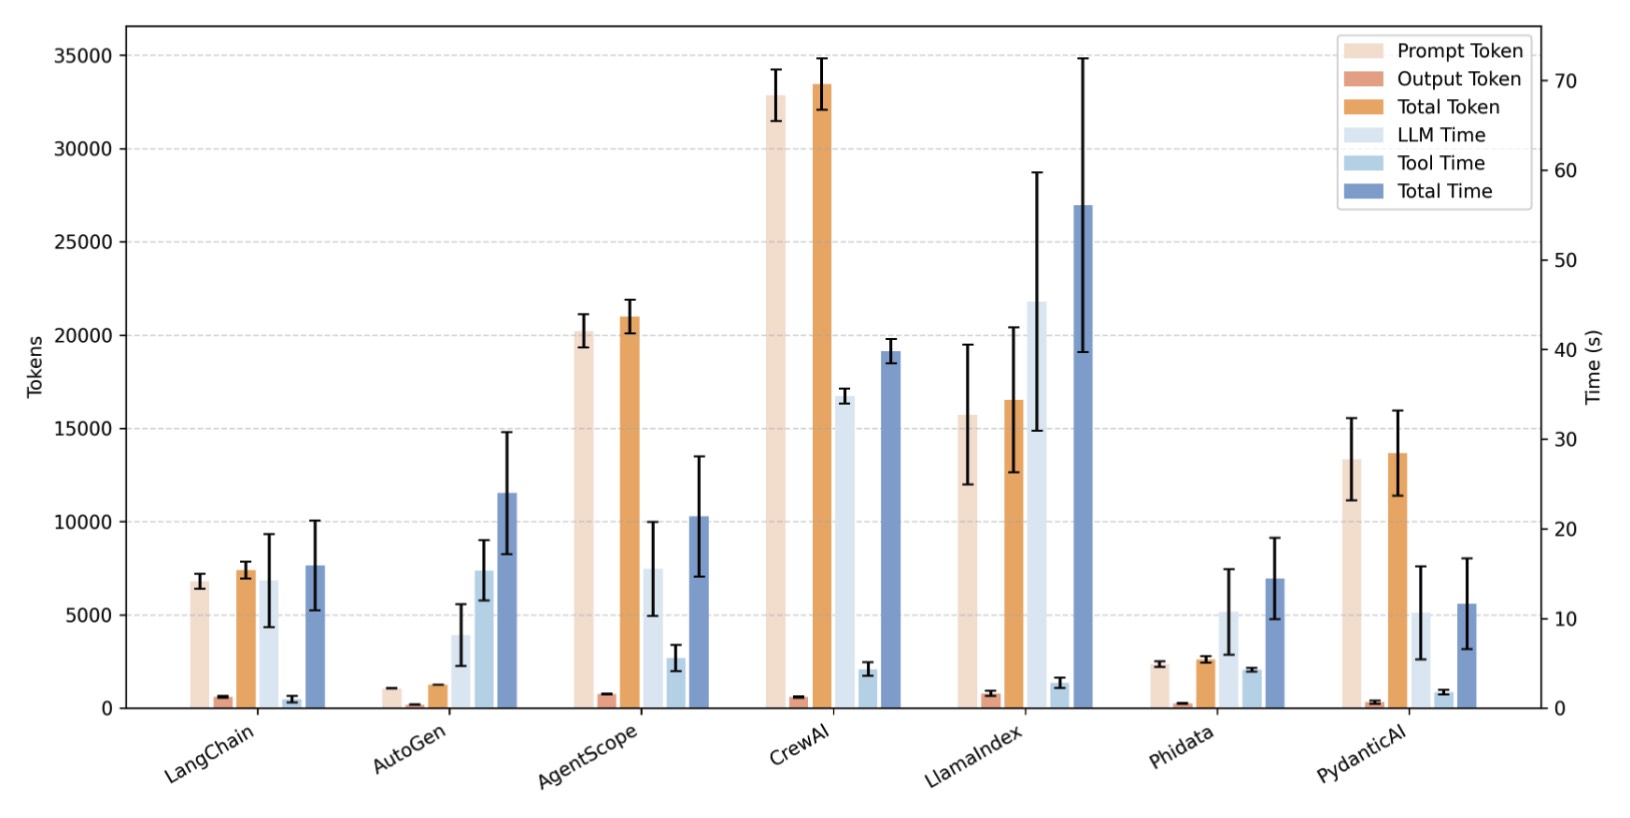 35000
30000
25000
20000
15000
10000
5000
0
Tokens
Prompt Token
Output Token
Total Token
LLM Time
Tool Time
Total Time
70
60
50
40
30
20
10
0
Time (s)
LangChain
AutoGen
AgentScope
CrewAI
LlamaIndex
Phidata
PydanticAI